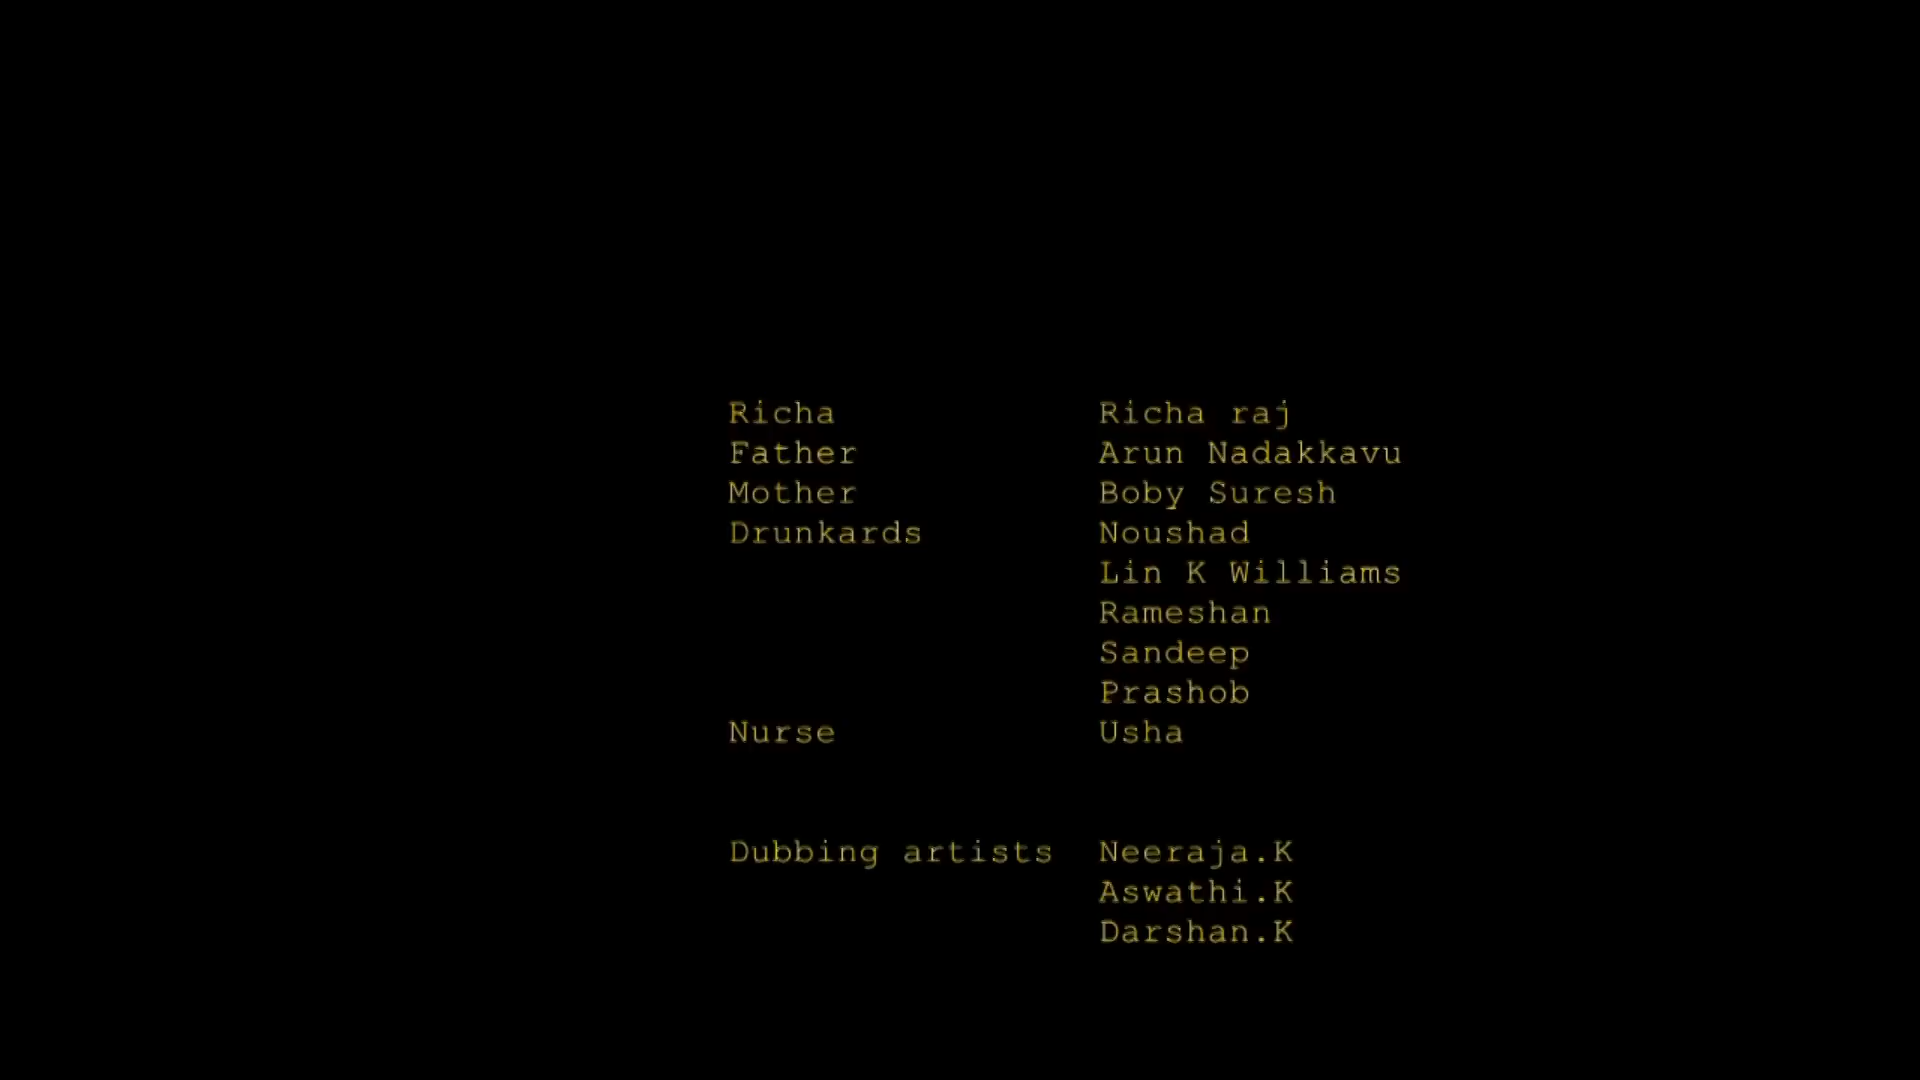 Richa Richa raj
Father Arun Nadakkavu
Mother Boby Suresh
Drunkards Noushad
Lin K Williams
Rameshan
Sandeep
Prashob
Nurse Usha
Dubbing artists Neeraja.K
Aswathi.K
Darshan.K